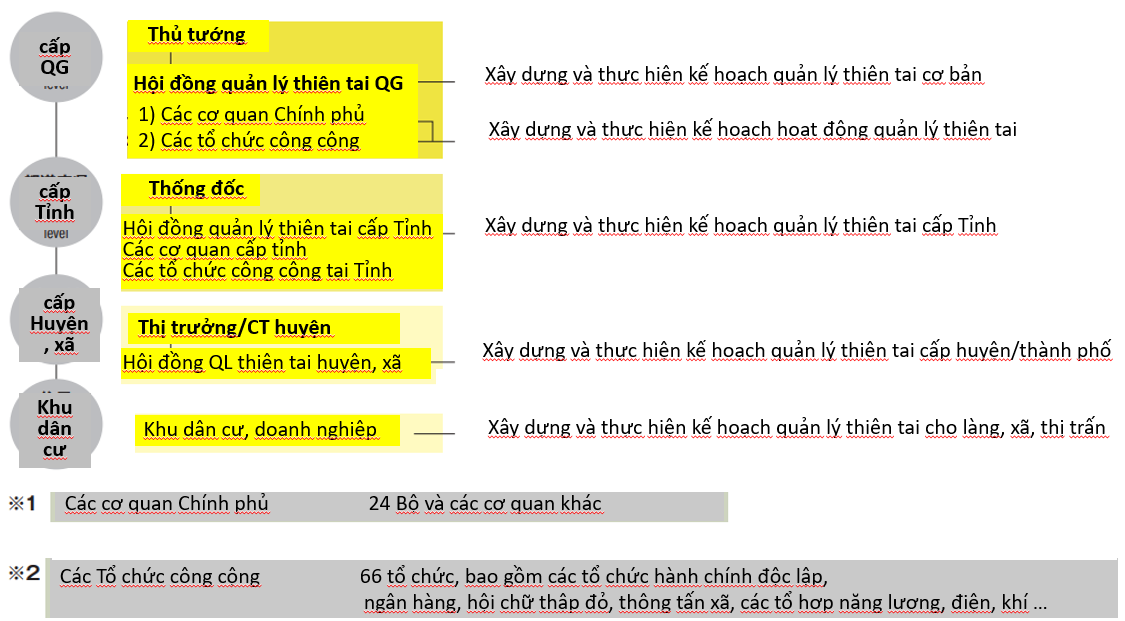 cấp
QG
level
Thủ tướng
Hội đồng quản lý thiên tai QG
1) Các cơ quan Chính phủ
2) Các tổ chức công cộng
Xây dựng và thực hiện kế hoạch quản lý thiên tai cơ bản
Xây dựng và thực hiện kế hoạch hoạt động quản lý thiên tai
cấp
Tỉnh
level
Thống đốc
Hội đồng quản lý thiên tai cấp Tỉnh
Các cơ quan cấp tỉnh
Các tổ chức công cộng tại Tỉnh
Xây dựng và thực hiện kế hoạch quản lý thiên tai cấp Tỉnh
cấp
Huyện
, xã
Thị trưởng/CT huyện
Hội đồng QL thiên tai huyện, xã
Xây dựng và thực hiện kế hoạch quản lý thiên tai cấp huyện/thành phố
Khu
dân
cư
Khu dân cư, doanh nghiệp
Xây dựng và thực hiện kế hoạch quản lý thiên tai cho làng, xã, thị trấn
※1 Các cơ quan Chính phủ 24 Bộ và các cơ quan khác
※2 Các Tổ chức công cộng 66 tổ chức, bao gồm các tổ chức hành chính độc lập,
ngân hàng, hội chữ thập đỏ, thông tấn xã, các tổ hợp năng lượng, điện, khí ...